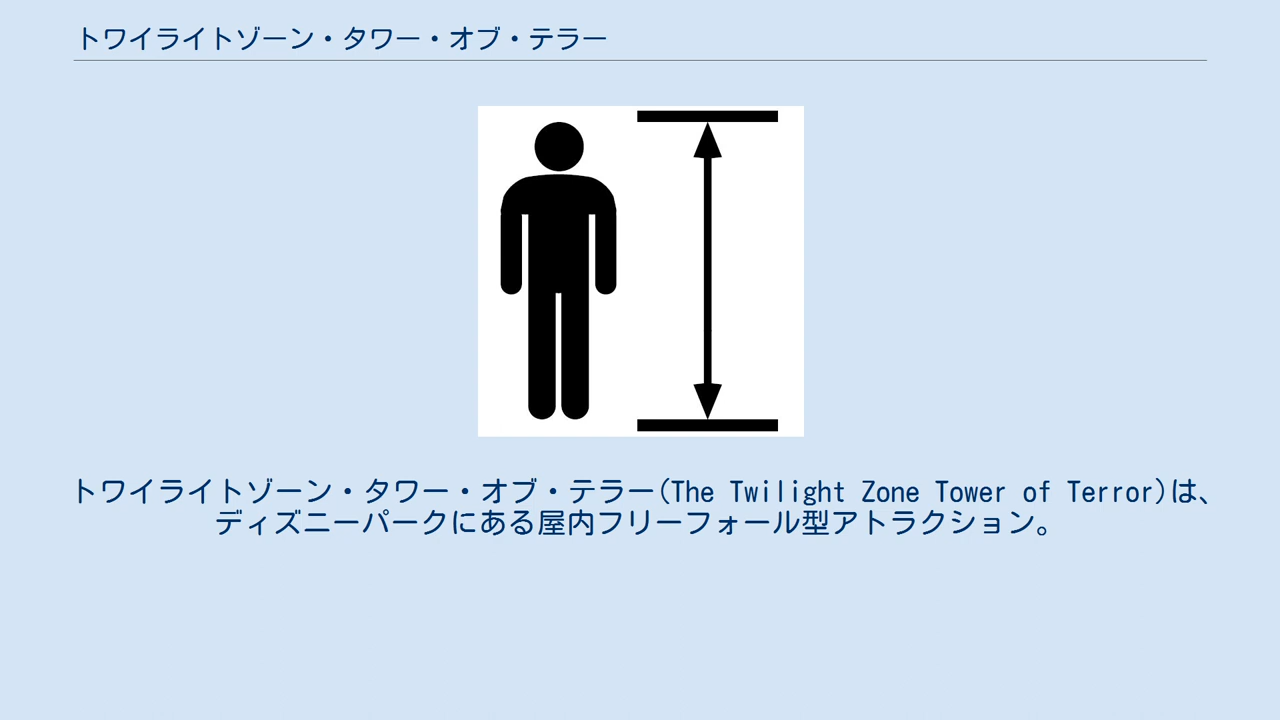 トワイライトゾーン・タワー・オブ・テラー
トワイライトゾーン・タワー・オブ・テラー(The Twilight Zone Tower of Terror)は、
ディズニーパークにある屋内フリーフォール型アトラクション。